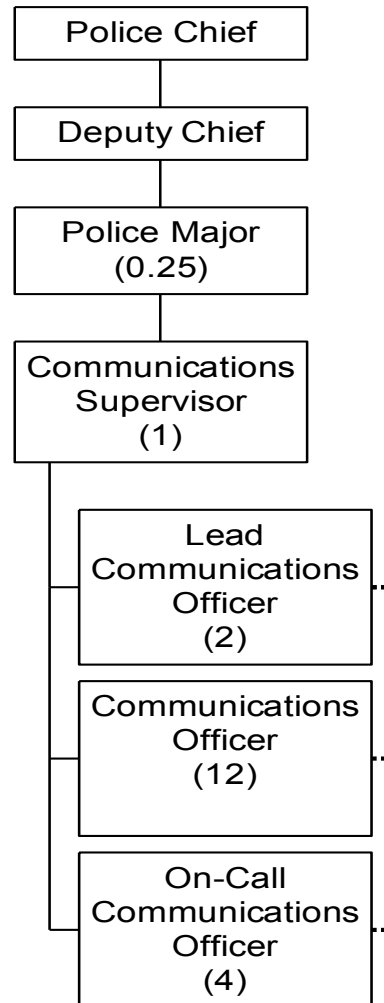 Police Chief
Deputy Chief
Police Major
(0.25)
Communications
Supervisor
(1)
Lead
Communications
Officer
(2)
Communications
Officer
(12)
On-Call
Communications
Officer
(4)